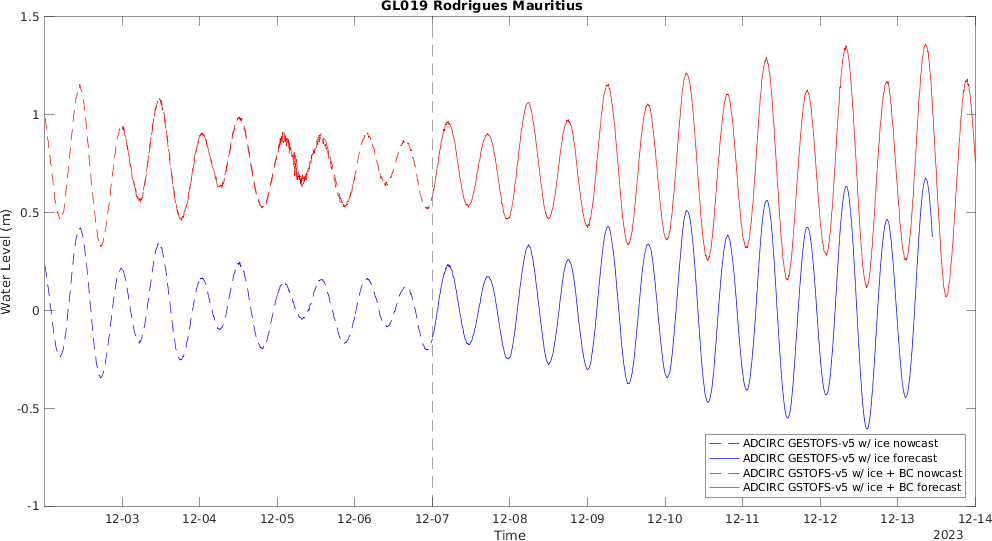 GL019 Rodrigues Mauritius
1.5
1
0.5
0
-0.5
-1
Water Level (m)
12-03 12-04 12-05 12-06 12-07 12-08 12-09 12-10 12-11 12-12 12-13 12-14
Time
2023
ADCIRC GESTOFS-v5 w/ ice nowcast
ADCIRC GESTOFS-v5 w/ ice forecast
ADCIRC GSTOFS-v5 w/ ice + BC nowcast
ADCIRC GSTOFS-v5 w/ ice + BC forecast